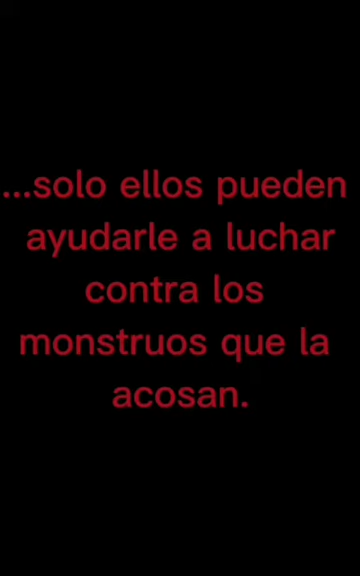 ...solo ellos pueden
ayudarle a luchar
contra los
monstruos que la
acosan.